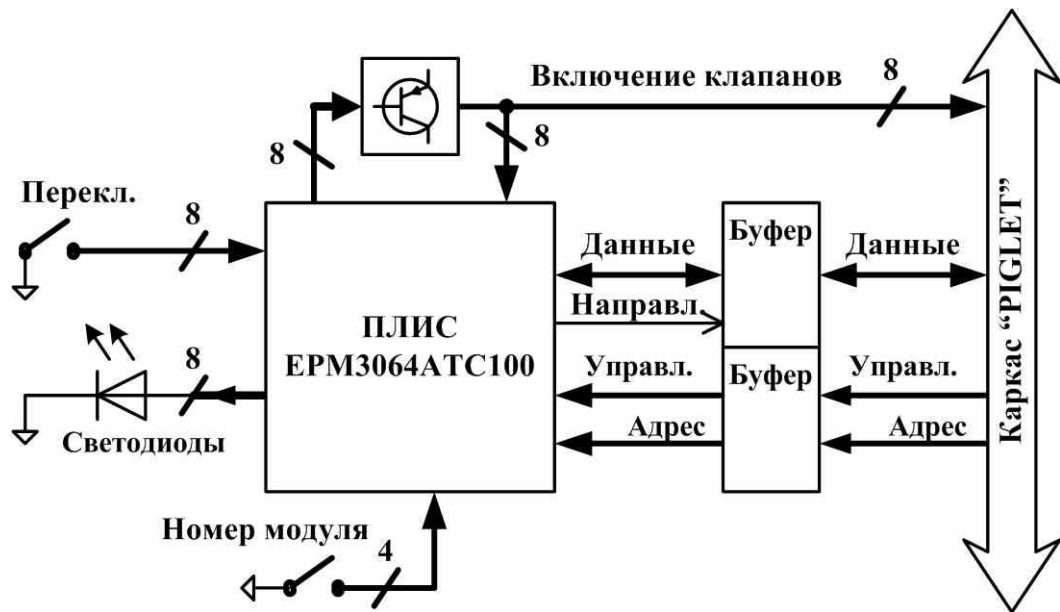 Включение клапанов
8
8
8
Перекл.
8
Данные
Буфер
Данные
Направл.
ПЛИС
EPM3064ATC100
Управл.
Буфер
Управл.
8
Адрес
Адрес
Светодиоды
Номер модуля
4
Каркас “PIGLET”